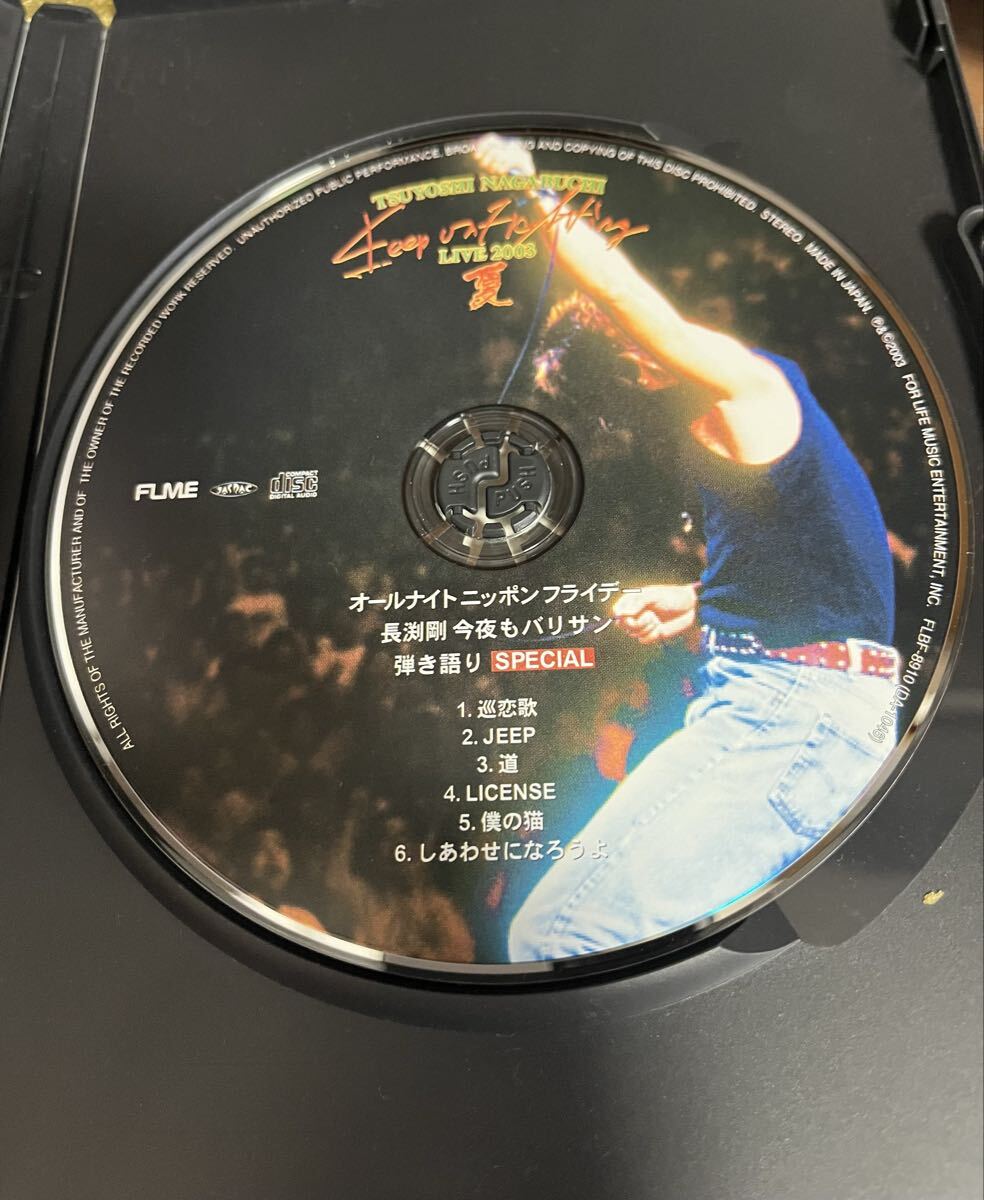 ALL RIGHTS OF THE MANUFACTURER AND OF THE OWNER OF THE RECORDED WORK RESERVED. UNAUTHORIZED PUBLIC PERFORMANCE, BROADCASTING AND COPYING OF THIS DISC PROHIBITED. STEREO. MADE IN JAPAN. ℗&©2003 FOR LIFE MUSIC ENTERTAINMENT, INC. FLBF-8910
TSUYOSHI NAGABUCHI
Keep on Fighting
LIVE 2003
夏
PUSH PUSH
FLME JASRAC COMPACT disc DIGITAL AUDIO
オールナイトニッポンフライデー
長渕剛 今夜もバリサン
弾き語り SPECIAL
1. 巡恋歌
2. JEEP
3. 道
4. LICENSE
5. 僕の猫
6. しあわせになろうよ